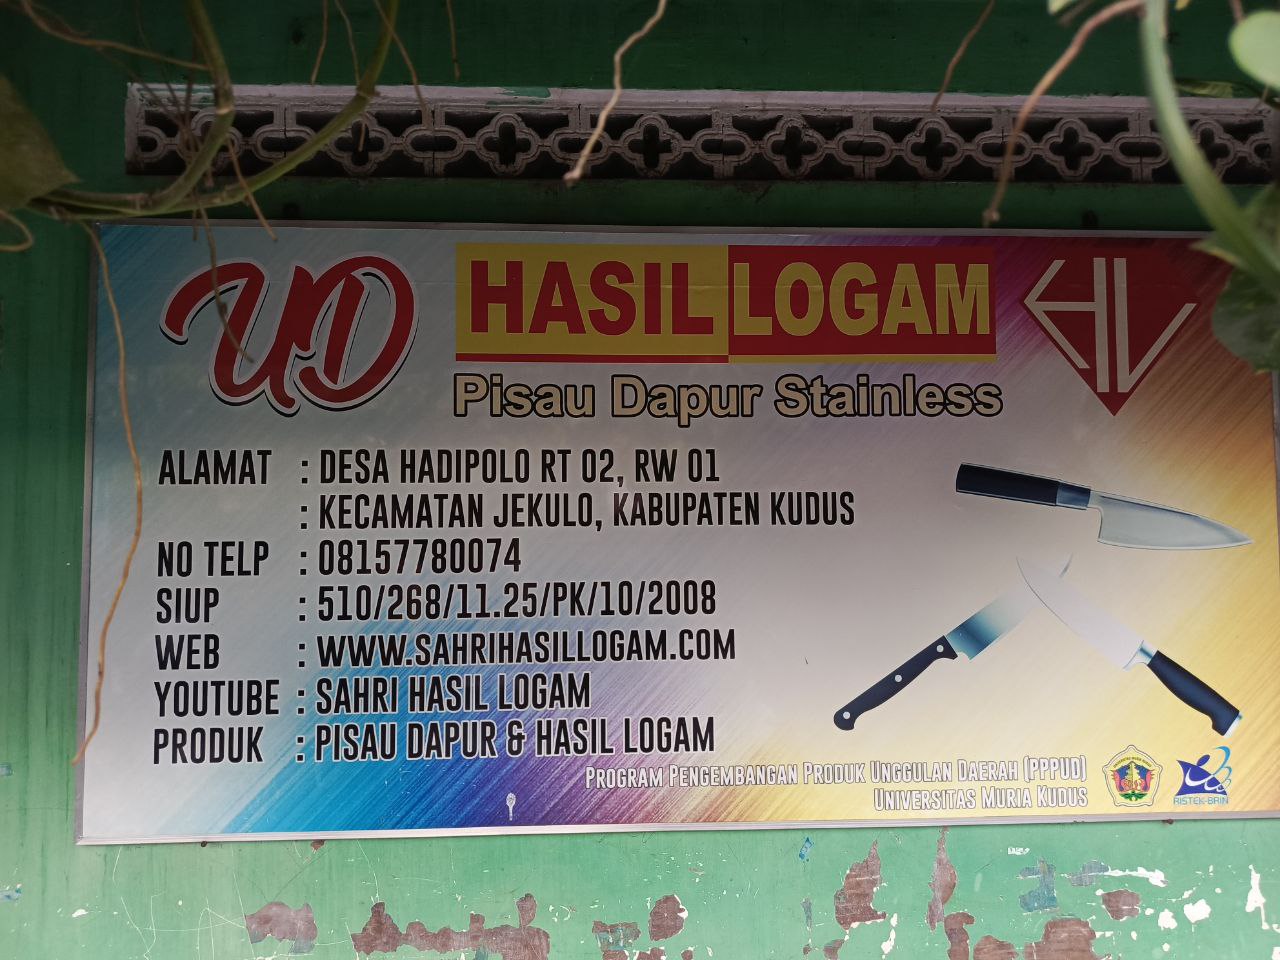 UD HASIL LOGAM
HL
Pisau Dapur Stainless
ALAMAT : DESA HADIPOLO RT 02, RW 01
: KECAMATAN JEKULO, KABUPATEN KUDUS
NO TELP : 08157780074
SIUP : 510/268/11.25/PK/10/2008
WEB : WWW.SAHRIHASILLOGAM.COM
YOUTUBE : SAHRI HASIL LOGAM
PRODUK : PISAU DAPUR & HASIL LOGAM
PROGRAM PENGEMBANGAN PRODUK UNGGULAN DAERAH (PPPUD)
UNIVERSITAS MURIA KUDUS
RISTEK-BRIN